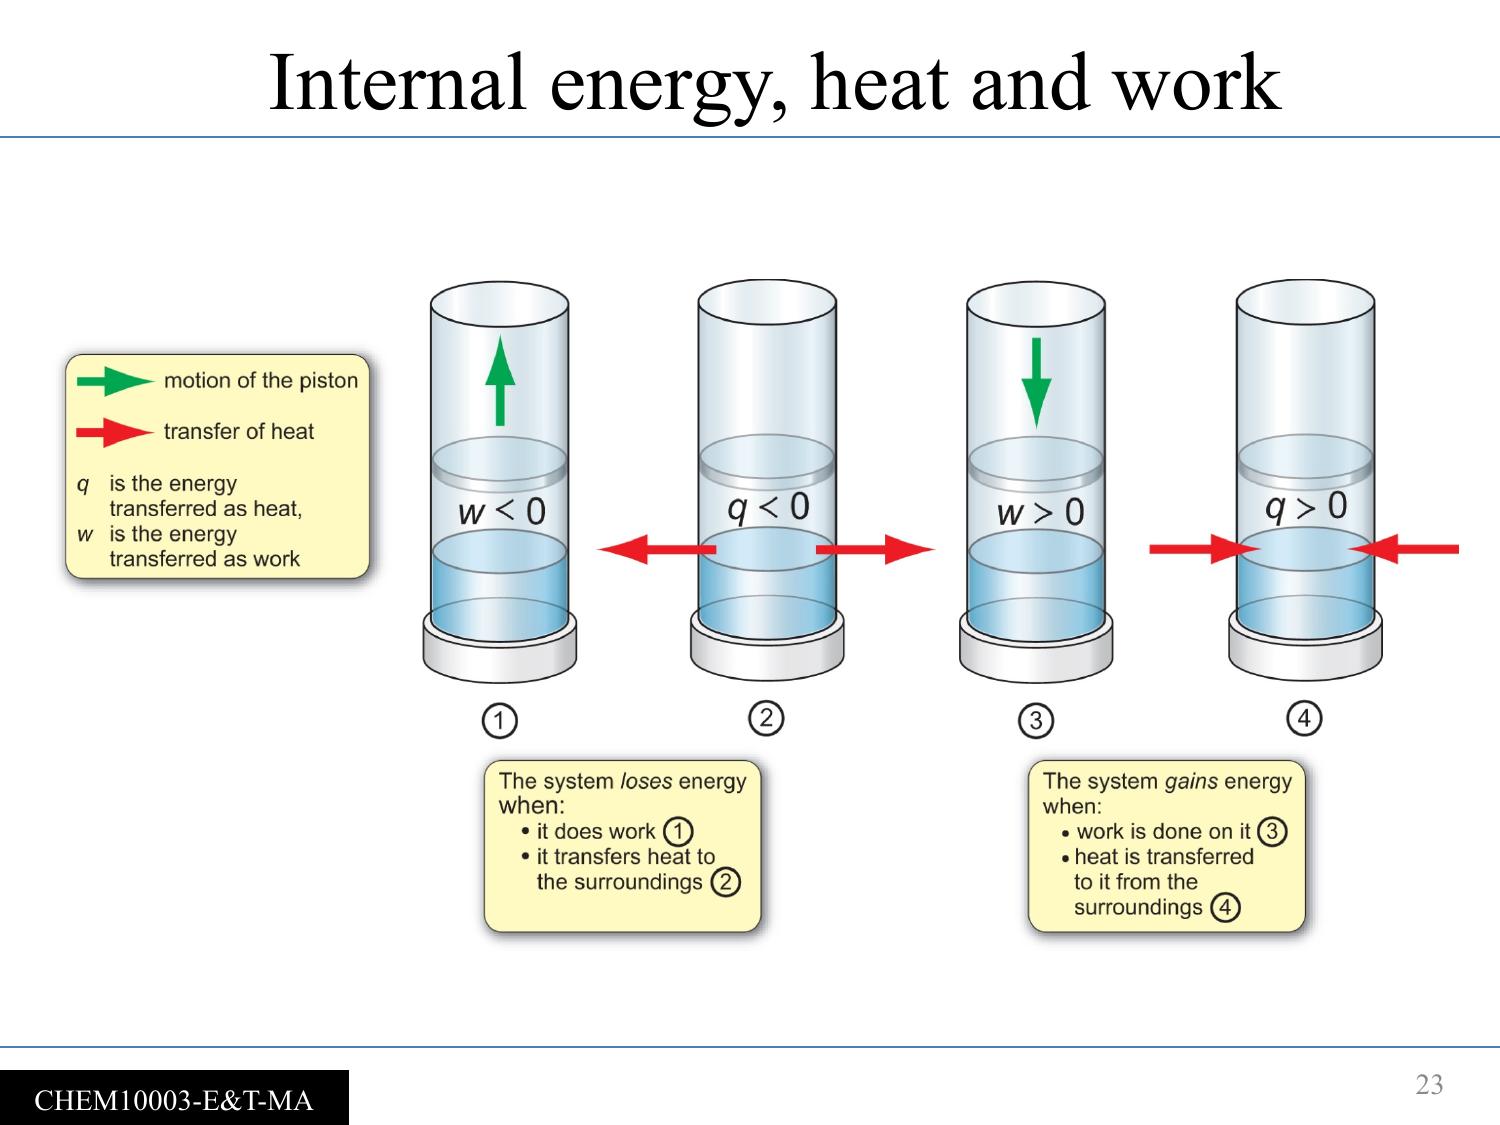 Internal energy, heat and work
motion of the piston
transfer of heat
q is the energy
transferred as heat,
w is the energy
transferred as work
w < 0
q < 0
w > 0
q > 0
1
2
3
4
The system loses energy
when:
• it does work 1
• it transfers heat to
the surroundings 2
The system gains energy
when:
• work is done on it 3
• heat is transferred
to it from the
surroundings 4
CHEM10003-E&T-MA
23